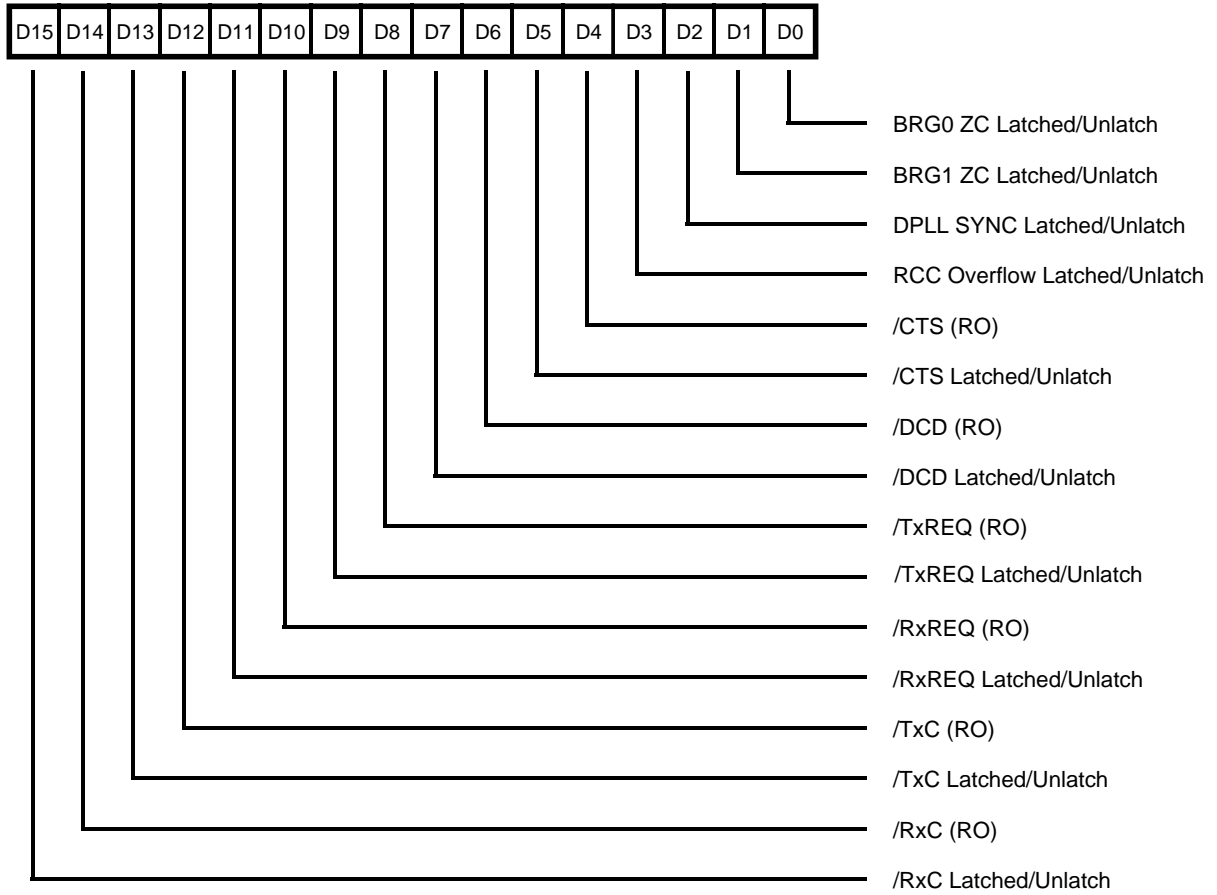 D15 D14 D13 D12 D11 D10 D9 D8 D7 D6 D5 D4 D3 D2 D1 D0
BRG0 ZC Latched/Unlatch
BRG1 ZC Latched/Unlatch
DPLL SYNC Latched/Unlatch
RCC Overflow Latched/Unlatch
/CTS (RO)
/CTS Latched/Unlatch
/DCD (RO)
/DCD Latched/Unlatch
/TxREQ (RO)
/TxREQ Latched/Unlatch
/RxREQ (RO)
/RxREQ Latched/Unlatch
/TxC (RO)
/TxC Latched/Unlatch
/RxC (RO)
/RxC Latched/Unlatch